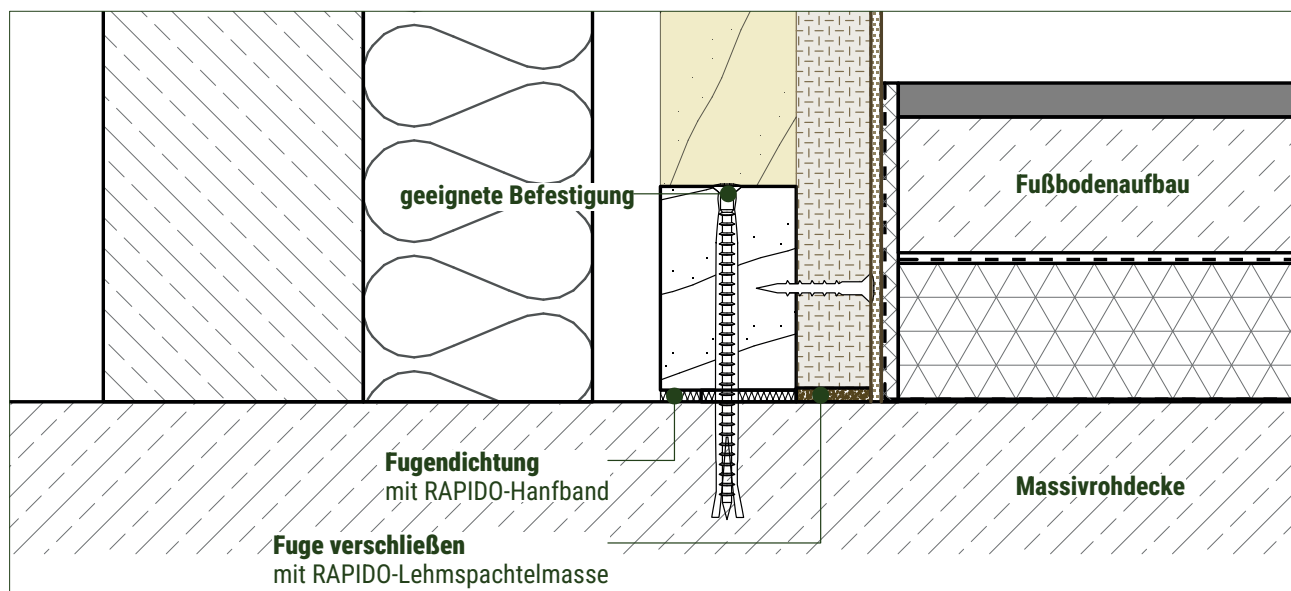 Fußbodenaufbau
geeignete Befestigung
Fugendichtung
mit RAPIDO-Hanfband
Massivrohdecke
Fuge verschließen
mit RAPIDO-Lehmspachtelmasse